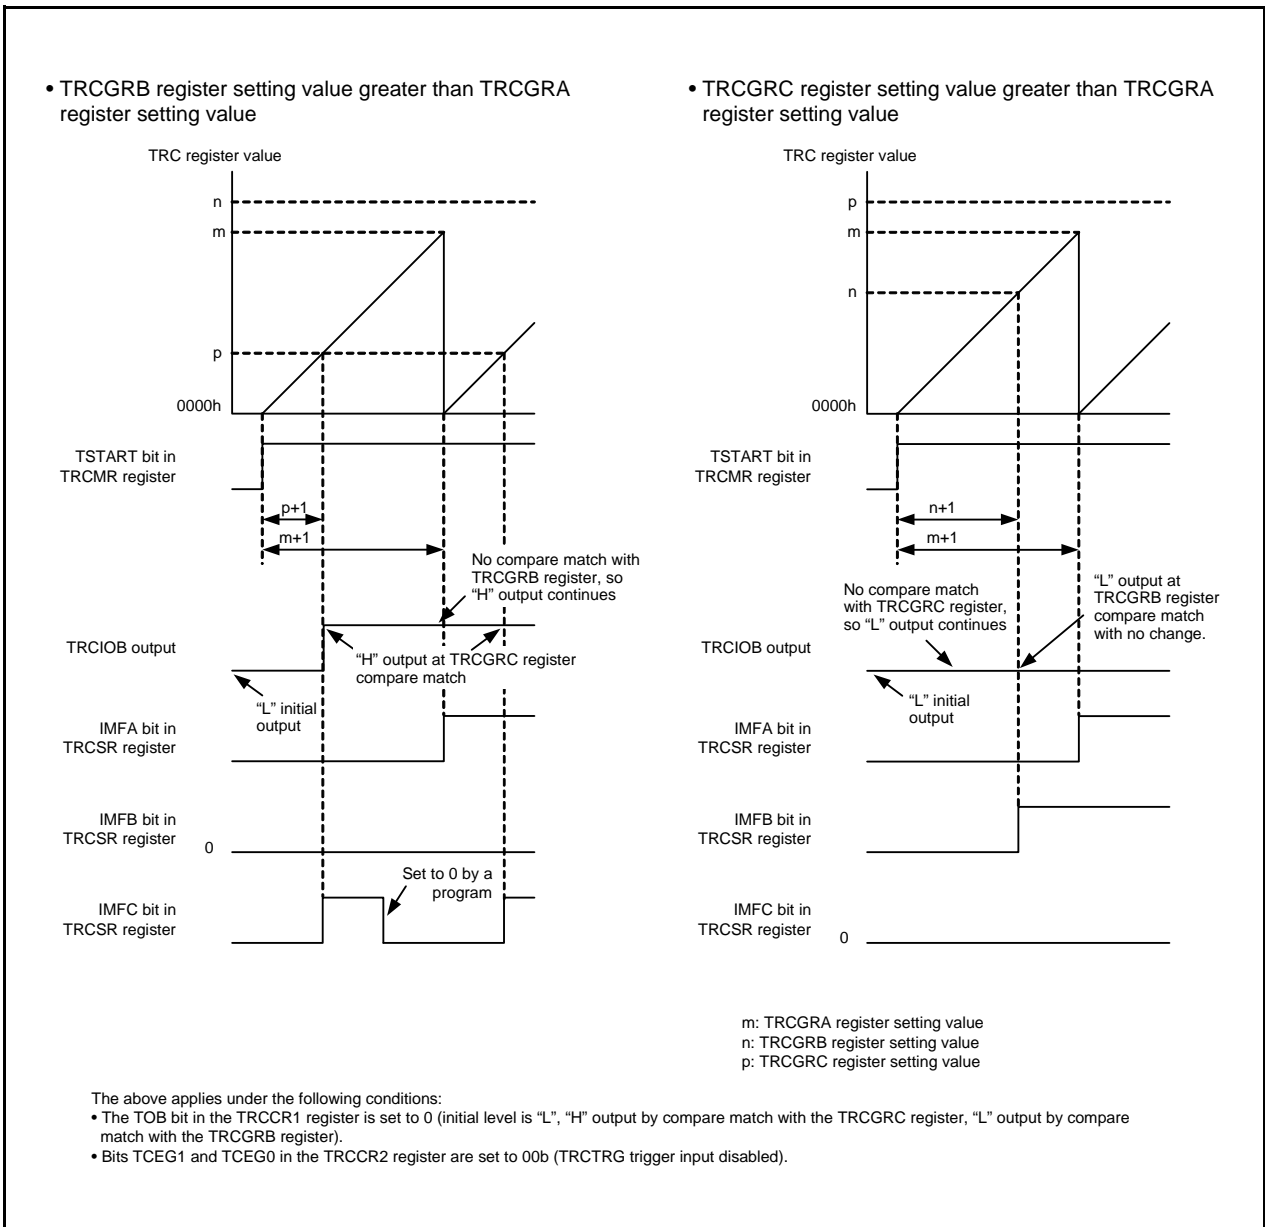 • TRCGRB register setting value greater than TRCGRA
register setting value
TRC register value
n
m
p
0000h
TSTART bit in
TRCMR register
p+1
m+1
No compare match with
TRCGRB register, so
“H” output continues
TRCIOB output
“H” output at TRCGRC register
compare match
“L” initial
output
IMFA bit in
TRCSR register
IMFB bit in
TRCSR register
0
Set to 0 by a
program
IMFC bit in
TRCSR register
• TRCGRC register setting value greater than TRCGRA
register setting value
TRC register value
p
m
n
0000h
TSTART bit in
TRCMR register
n+1
m+1
No compare match
with TRCGRC register,
so “L” output continues
“L” output at
TRCGRB register
compare match
with no change.
TRCIOB output
“L” initial
output
IMFA bit in
TRCSR register
IMFB bit in
TRCSR register
IMFC bit in
TRCSR register
0
m: TRCGRA register setting value
n: TRCGRB register setting value
p: TRCGRC register setting value
The above applies under the following conditions:
• The TOB bit in the TRCCR1 register is set to 0 (initial level is “L”, “H” output by compare match with the TRCGRC register, “L” output by compare
match with the TRCGRB register).
• Bits TCEG1 and TCEG0 in the TRCCR2 register are set to 00b (TRCTRG trigger input disabled).